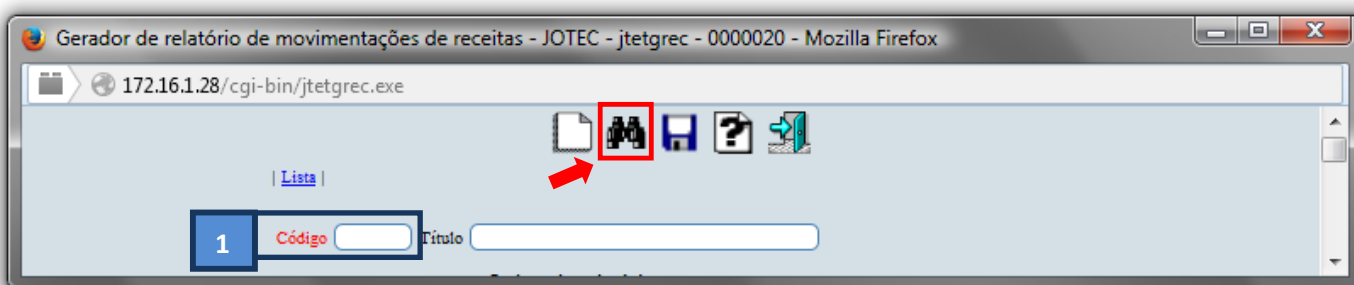 Gerador de relatório de movimentações de receitas - JOTEC - jtetgrec - 0000020 - Mozilla Firefox
172.16.1.28/cgi-bin/jtetgrec.exe
| Lista |
1 Código Título